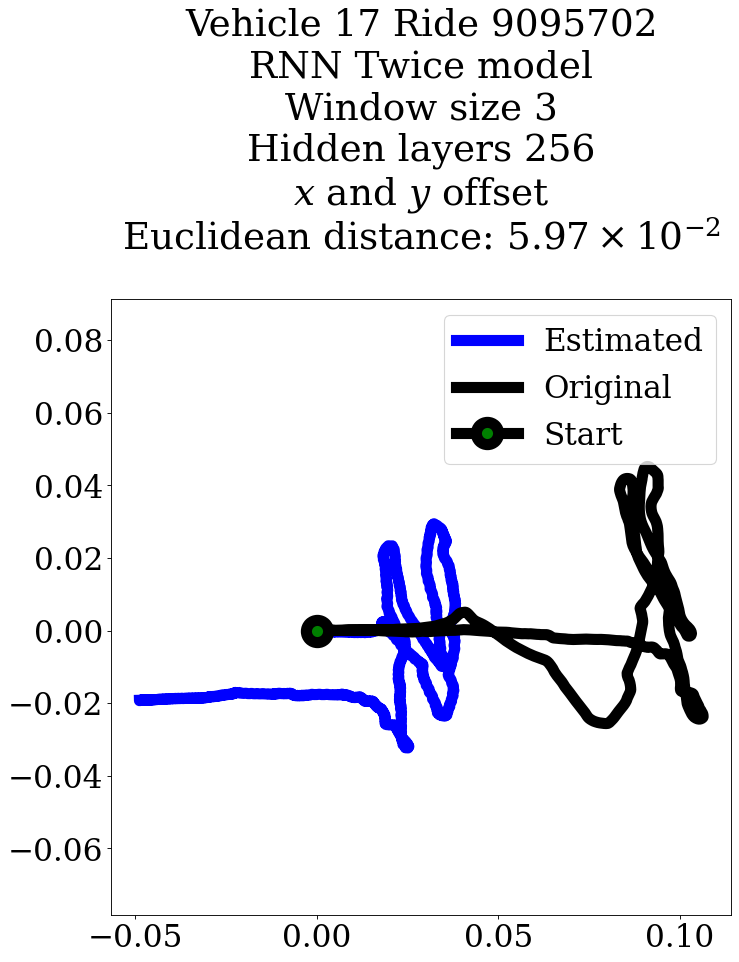 Vehicle 17 Ride 9095702
RNN Twice model
Window size 3
Hidden layers 256
x and y offset
Euclidean distance: 5.97 × 10⁻²
Estimated
Original
Start
0.08
0.06
0.04
0.02
0.00
−0.02
−0.04
−0.06
−0.05 0.00 0.05 0.10